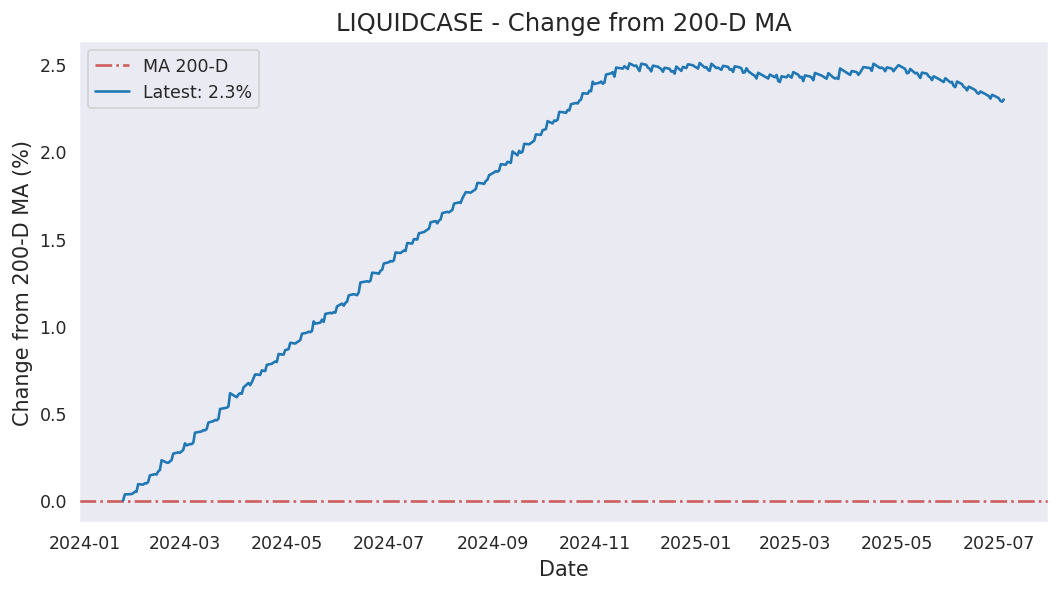 LIQUIDCASE - Change from 200-D MA
MA 200-D
Latest: 2.3%
Change from 200-D MA (%)
2.5
2.0
1.5
1.0
0.5
0.0
2024-01 2024-03 2024-05 2024-07 2024-09 2024-11 2025-01 2025-03 2025-05 2025-07
Date